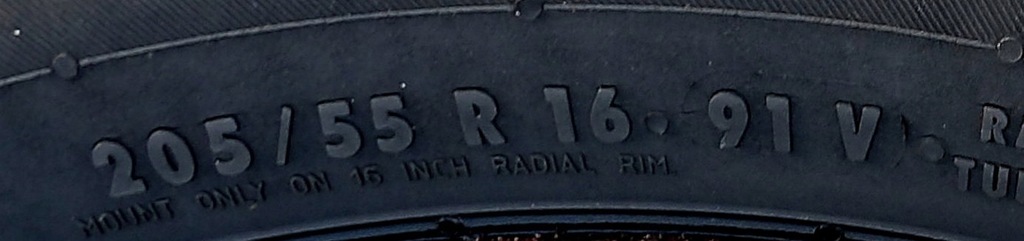 205/55 R 16 91 V
MOUNT ONLY ON 16 INCH RADIAL RIM.